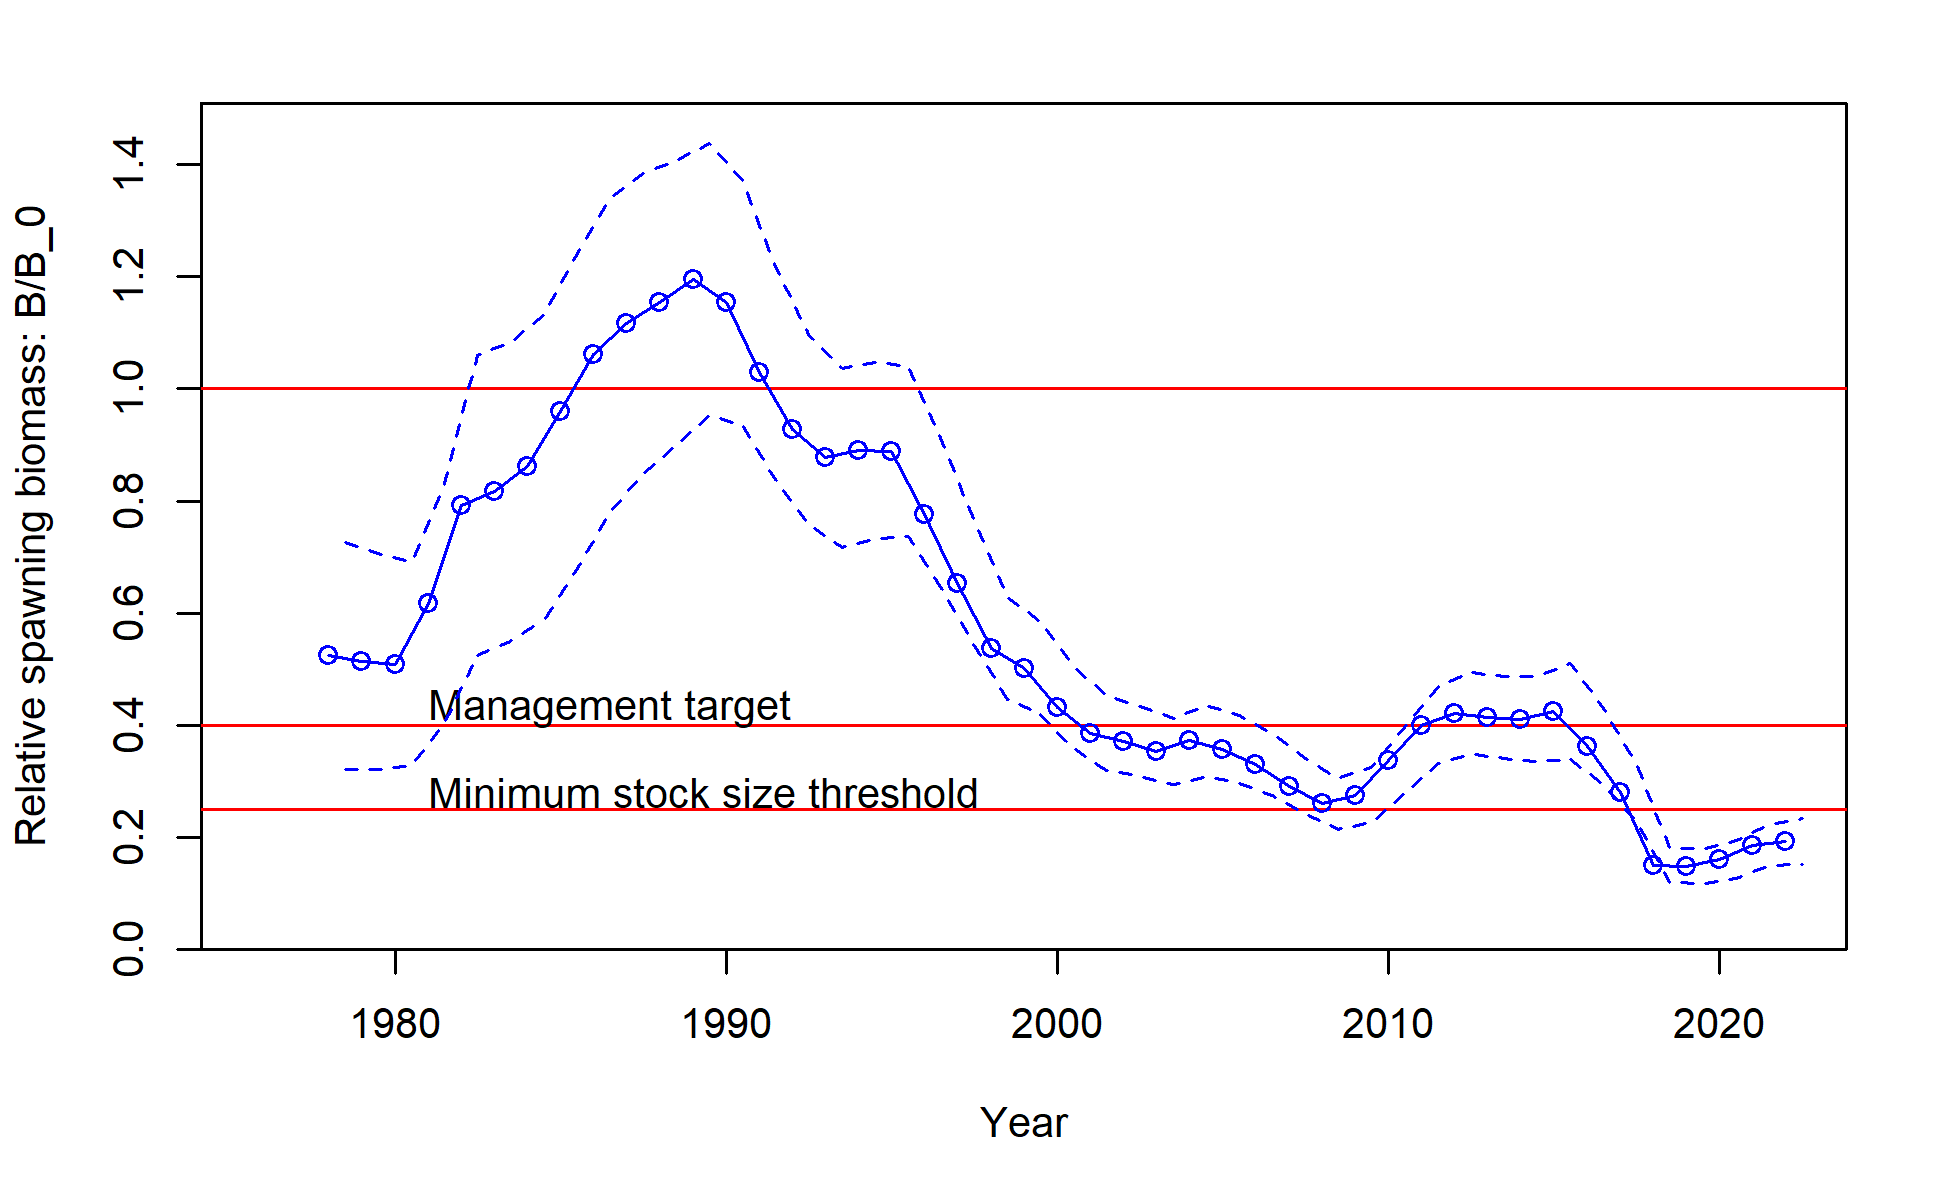 Relative spawning biomass: B/B_0
1.4
1.2
1.0
0.8
0.6
0.4
0.2
0.0
Management target
Minimum stock size threshold
1980 1990 2000 2010 2020
Year